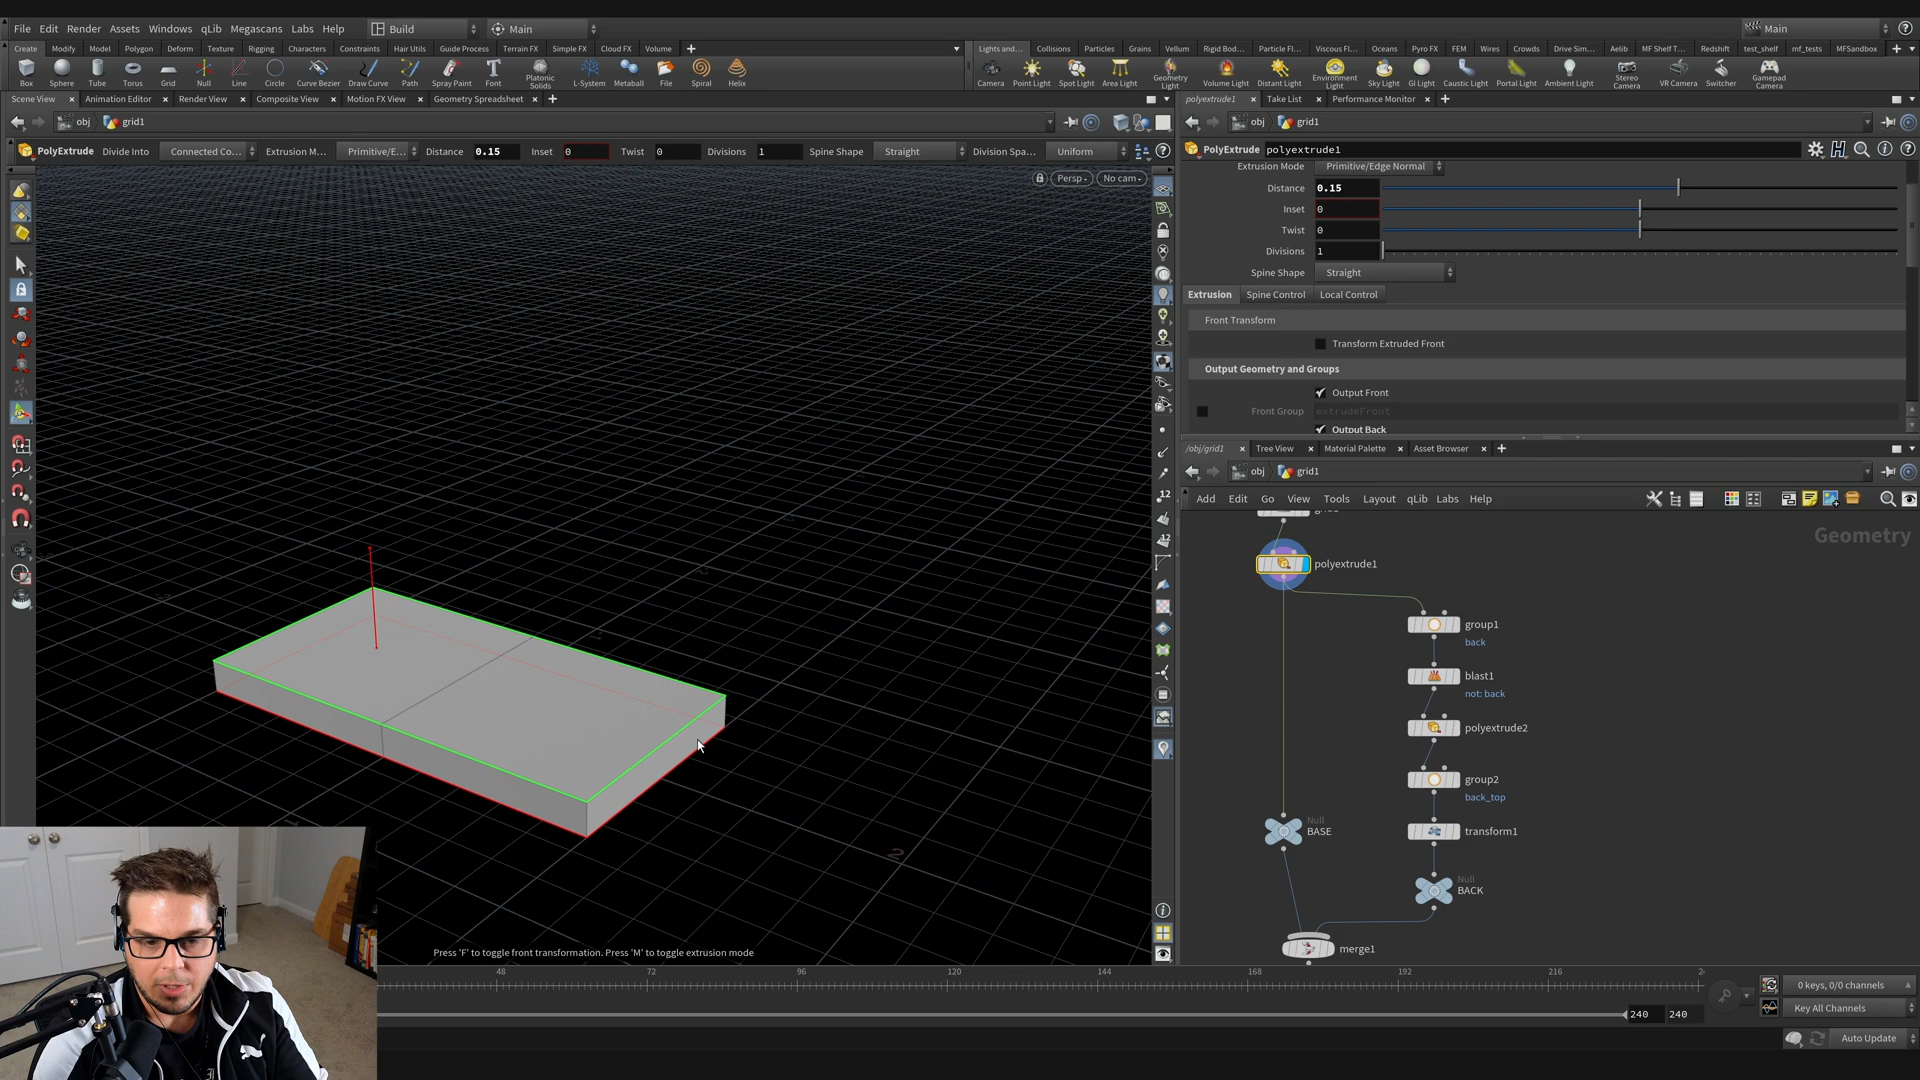 File Edit Render Assets Windows qLib Megascans Labs Help Build Main Main
Create Modify Model Polygon Deform Texture Rigging Characters Constraints Hair Utils Guide Process Terrain FX Simple FX Cloud FX Volume
Lights and... Collisions Particles Grains Vellum Rigid Bod... Particle Fl... Viscous Fl... Oceans Pyro FX FEM Wires Crowds Drive Sim... Aelib MF Shelf T... Redshift test_shelf mf_tests MFSandbox
Box Sphere Tube Torus Grid Null Line Circle Curve Bezier Draw Curve Path Spray Paint Font Platonic Solids L-System Metaball File Spiral Helix
Camera Point Light Spot Light Area Light Geometry Light Volume Light Distant Light Environment Light Sky Light GI Light Caustic Light Portal Light Ambient Light Stereo Camera VR Camera Switcher Gamepad Camera
Scene View Animation Editor Render View Composite View Motion FX View Geometry Spreadsheet
obj grid1
PolyExtrude Divide Into Connected Co... Extrusion M... Primitive/E... Distance 0.15 Inset 0 Twist 0 Divisions 1 Spine Shape Straight Division Spa... Uniform
Persp No cam
12
12
2
Press 'F' to toggle front transformation. Press 'M' to toggle extrusion mode
polyextrude1 Take List Performance Monitor
obj grid1
PolyExtrude polyextrude1
Extrusion Mode Primitive/Edge Normal
Distance 0.15
Inset 0
Twist 0
Divisions 1
Spine Shape Straight
Extrusion Spine Control Local Control
Front Transform
Transform Extruded Front
Output Geometry and Groups
Output Front
Front Group extrudeFront
Output Back
/obj/grid1 Tree View Material Palette Asset Browser
obj grid1
Add Edit Go View Tools Layout qLib Labs Help
Geometry
polyextrude1
group1
back
blast1
not: back
polyextrude2
group2
back_top
transform1
Null
BASE
Null
BACK
merge1
48 72 96 120 144 168 192 216
240 240
0 keys, 0/0 channels
Key All Channels
Auto Update